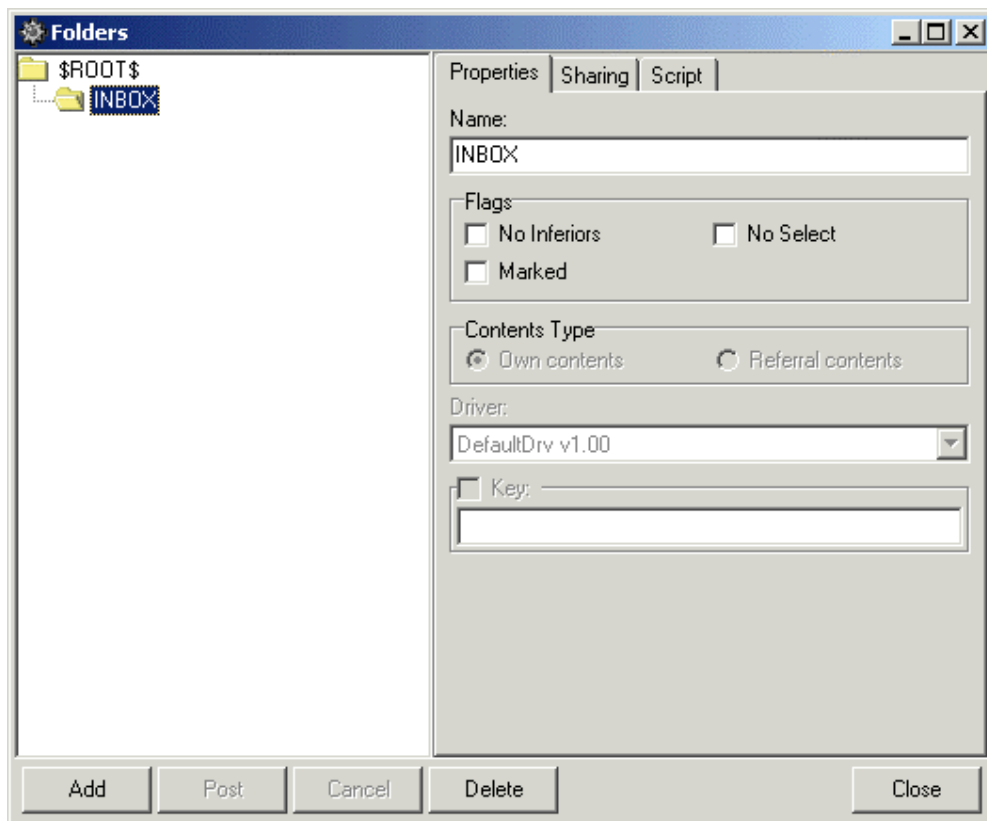 Folders
$ROOT$
INBOX
Properties Sharing Script
Name:
INBOX
Flags
No Inferiors No Select
Marked
Contents Type
Own contents Referral contents
Driver:
DefaultDrv v1.00
Key:
Add Post Cancel Delete Close